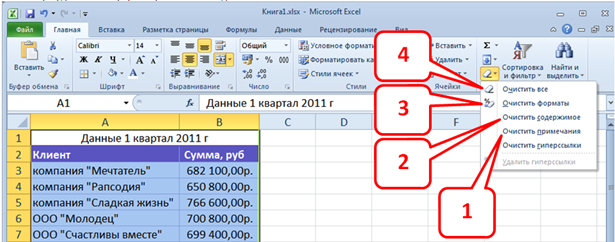 Книга1.xlsx - Microsoft Excel
Файл Главная Вставка Разметка страницы Формулы Данные Рецензирование Вид
Вставить
Calibri 14
Общий
Условное форматирование
Форматировать как
Вставить
Удалить
Сортировка и фильтр
Найти и выделить
Буфер обмена Шрифт Выравнивание Число Ячейки
A1 fx Данные 1 квартал 2011 г
A B C D E F
1 Данные 1 квартал 2011 г
2 Клиент Сумма, руб
3 компания "Мечтатель" 682 100,00р.
4 компания "Рапсодия" 650 800,00р.
5 компания "Сладкая жизнь" 766 600,00р.
6 ООО "Молодец" 700 800,00р.
7 ООО "Счастливы вместе" 699 400,00р.
Очистить все
Очистить форматы
Очистить содержимое
Очистить примечания
Очистить гиперссылки
Удалить гиперссылки
4
3
2
1